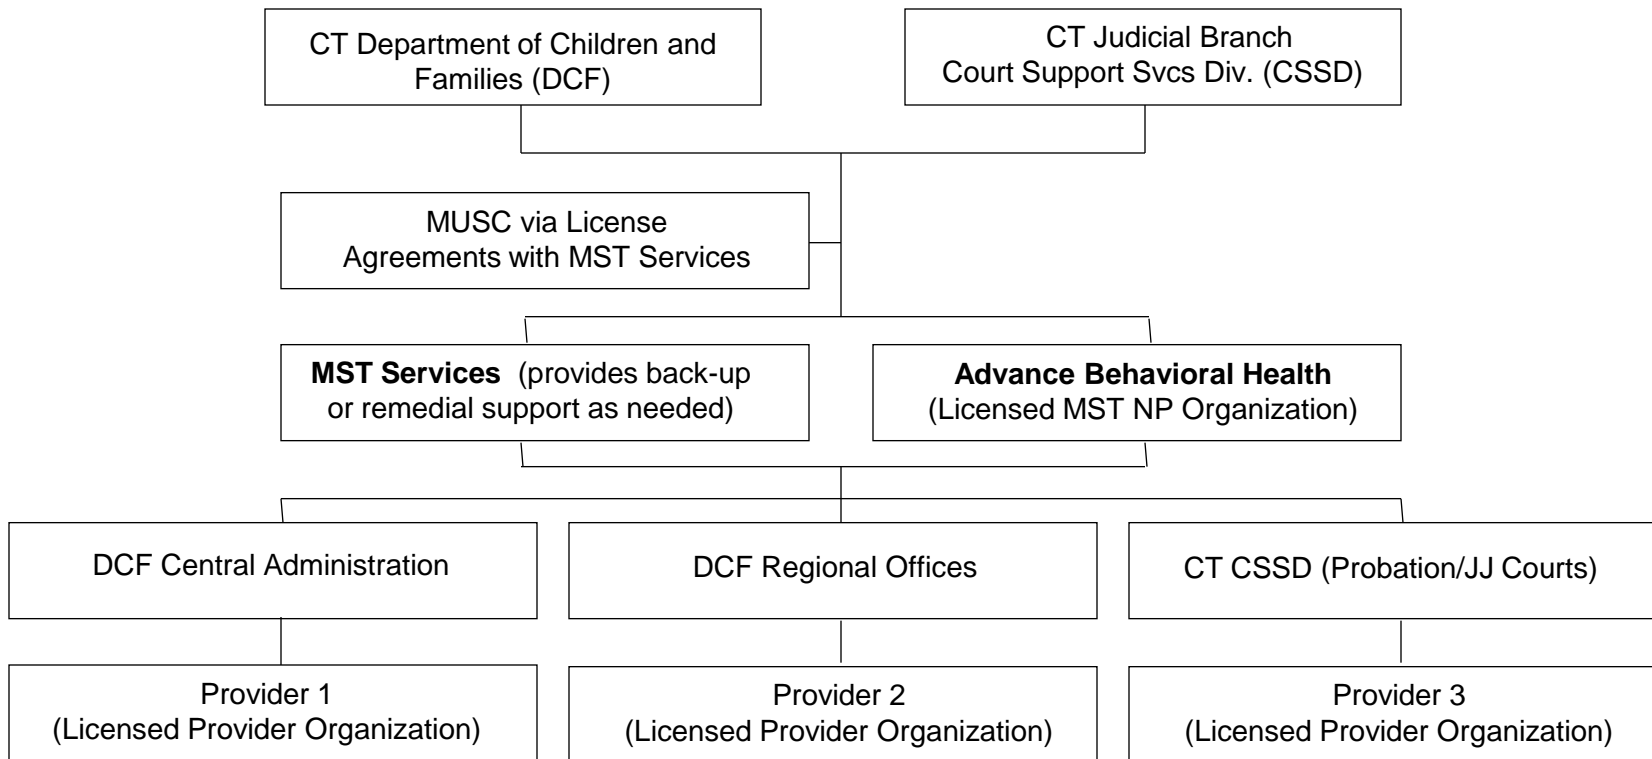 CT Department of Children and
Families (DCF)
CT Judicial Branch
Court Support Svcs Div. (CSSD)
MUSC via License
Agreements with MST Services
MST Services (provides back-up
or remedial support as needed)
Advance Behavioral Health
(Licensed MST NP Organization)
DCF Central Administration
DCF Regional Offices
CT CSSD (Probation/JJ Courts)
Provider 1
(Licensed Provider Organization)
Provider 2
(Licensed Provider Organization)
Provider 3
(Licensed Provider Organization)